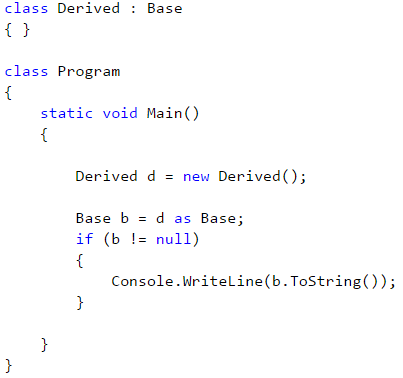 class Derived : Base
{ }
class Program
{
static void Main()
{
Derived d = new Derived();
Base b = d as Base;
if (b != null)
{
Console.WriteLine(b.ToString());
}
}
}